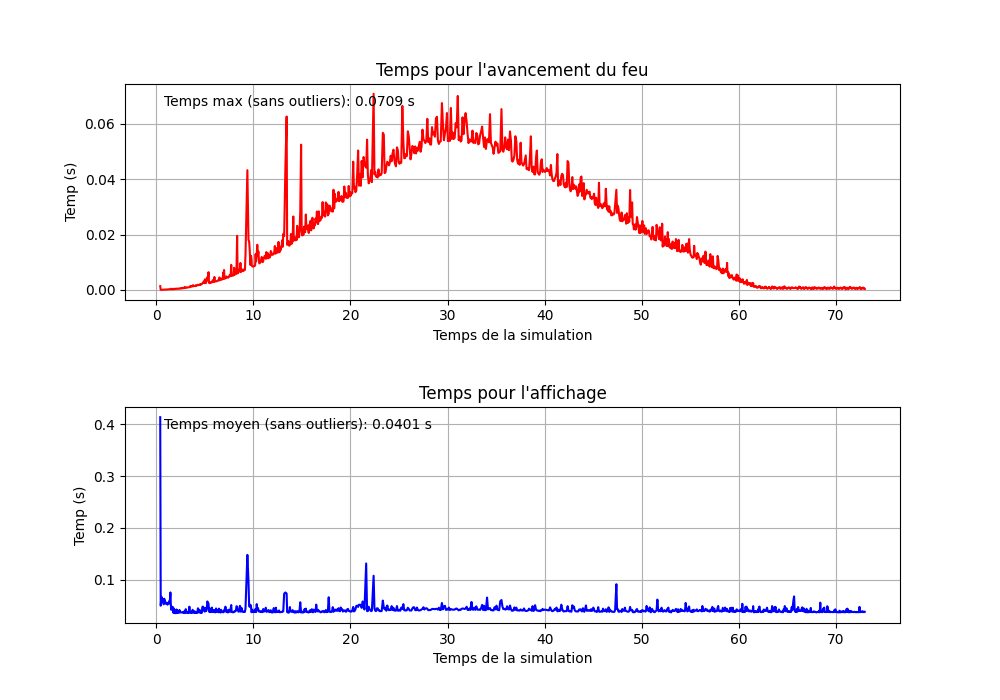 Temps pour l'avancement du feu
Temps max (sans outliers): 0.0709 s
0.06
0.04
0.02
0.00
Temp (s)
0 10 20 30 40 50 60 70
Temps de la simulation
Temps pour l'affichage
Temps moyen (sans outliers): 0.0401 s
0.4
0.3
0.2
0.1
Temp (s)
0 10 20 30 40 50 60 70
Temps de la simulation